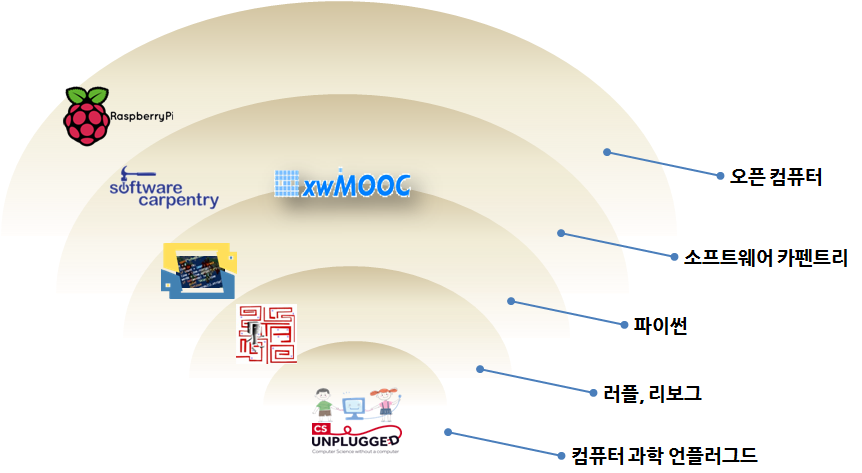 RaspberryPi
오픈 컴퓨터
software
carpentry
xwMOOC
소프트웨어 카펜트리
파이썬
러플, 리보그
CS
UNPLUGGED
Computer Science without a computer
컴퓨터 과학 언플러그드